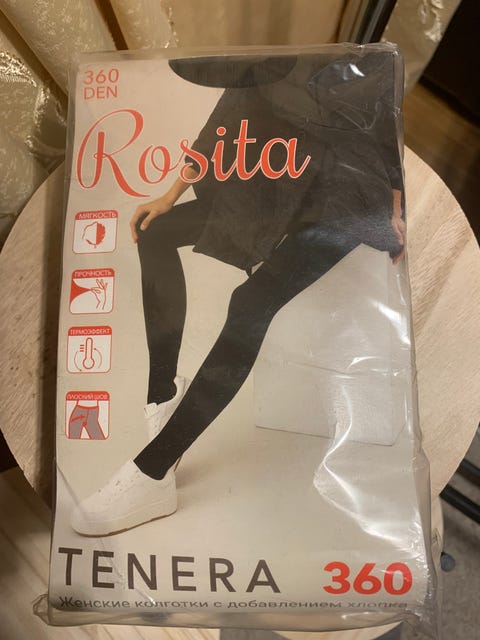 360
DEN
Rosita
МЯГКОСТЬ
ПРОЧНОСТЬ
ТЕРМОЭФФЕКТ
ПЛОСКИЙ ШОВ
TENERA 360
Женские колготки с добавлением хлопка